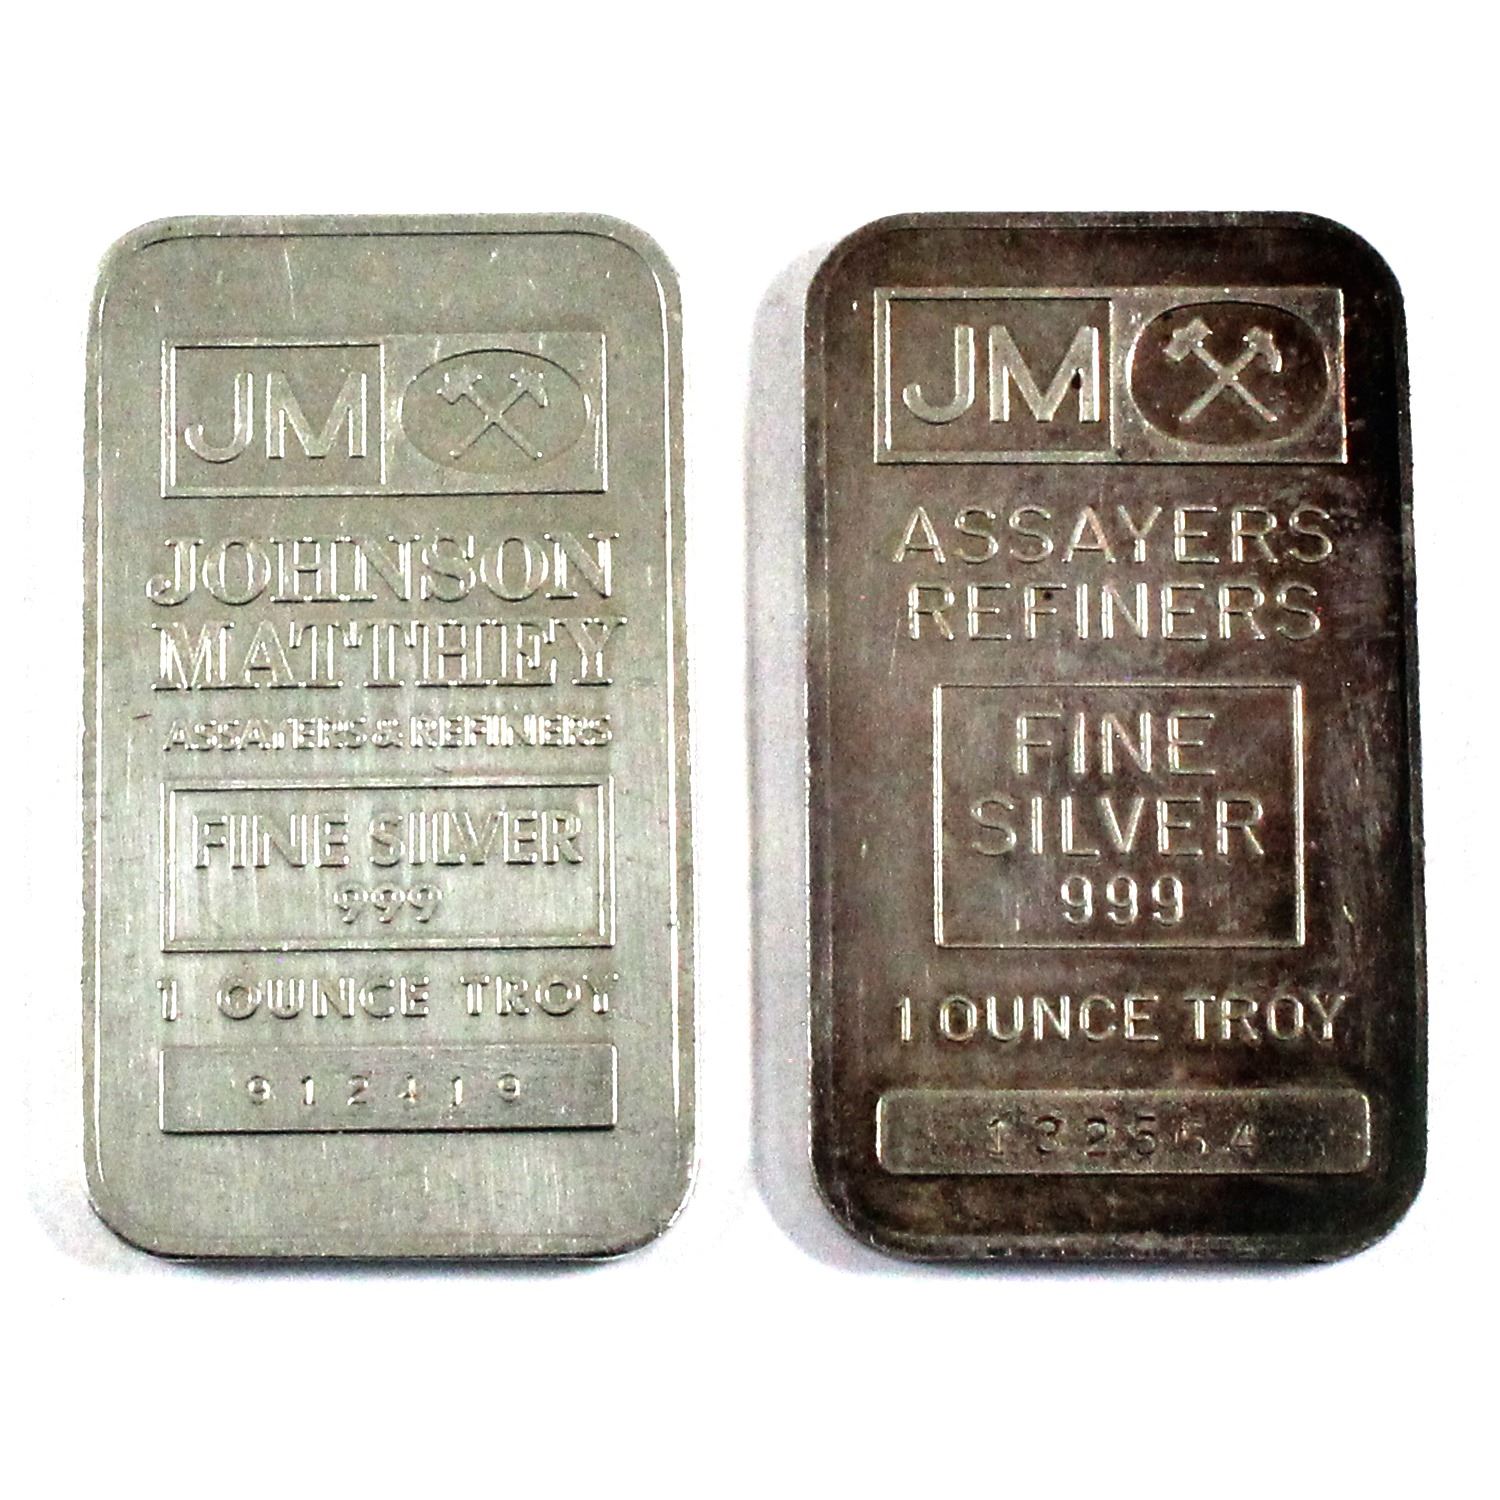 JM
JOHNSON
MATTHEY
ASSAYERS & REFINERS
FINE SILVER
999
1 OUNCE TROY
912419
JM
ASSAYERS
REFINERS
FINE
SILVER
999
1 OUNCE TROY
132554